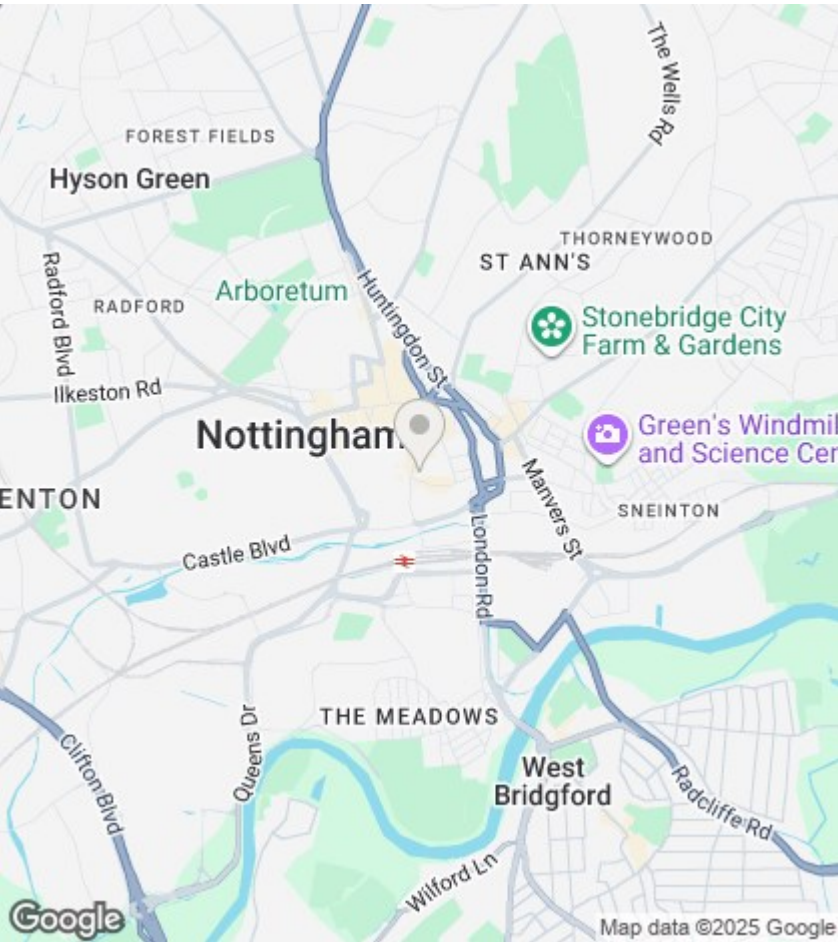 The Wells Rd
FOREST FIELDS
Hyson Green
THORNEYWOOD
ST ANN'S
Radford Blvd
Arboretum
Huntingdon St
RADFORD
Stonebridge City
Farm & Gardens
Ilkeston Rd
Nottingham
Green's Windmil
and Science Cer
ENTON
Manvers St
SNEINTON
Castle Blvd
London Rd
THE MEADOWS
Queens Dr
Clifton Blvd
West
Bridgford
Radcliffe Rd
Wilford Ln
Google
Map data ©2025 Google